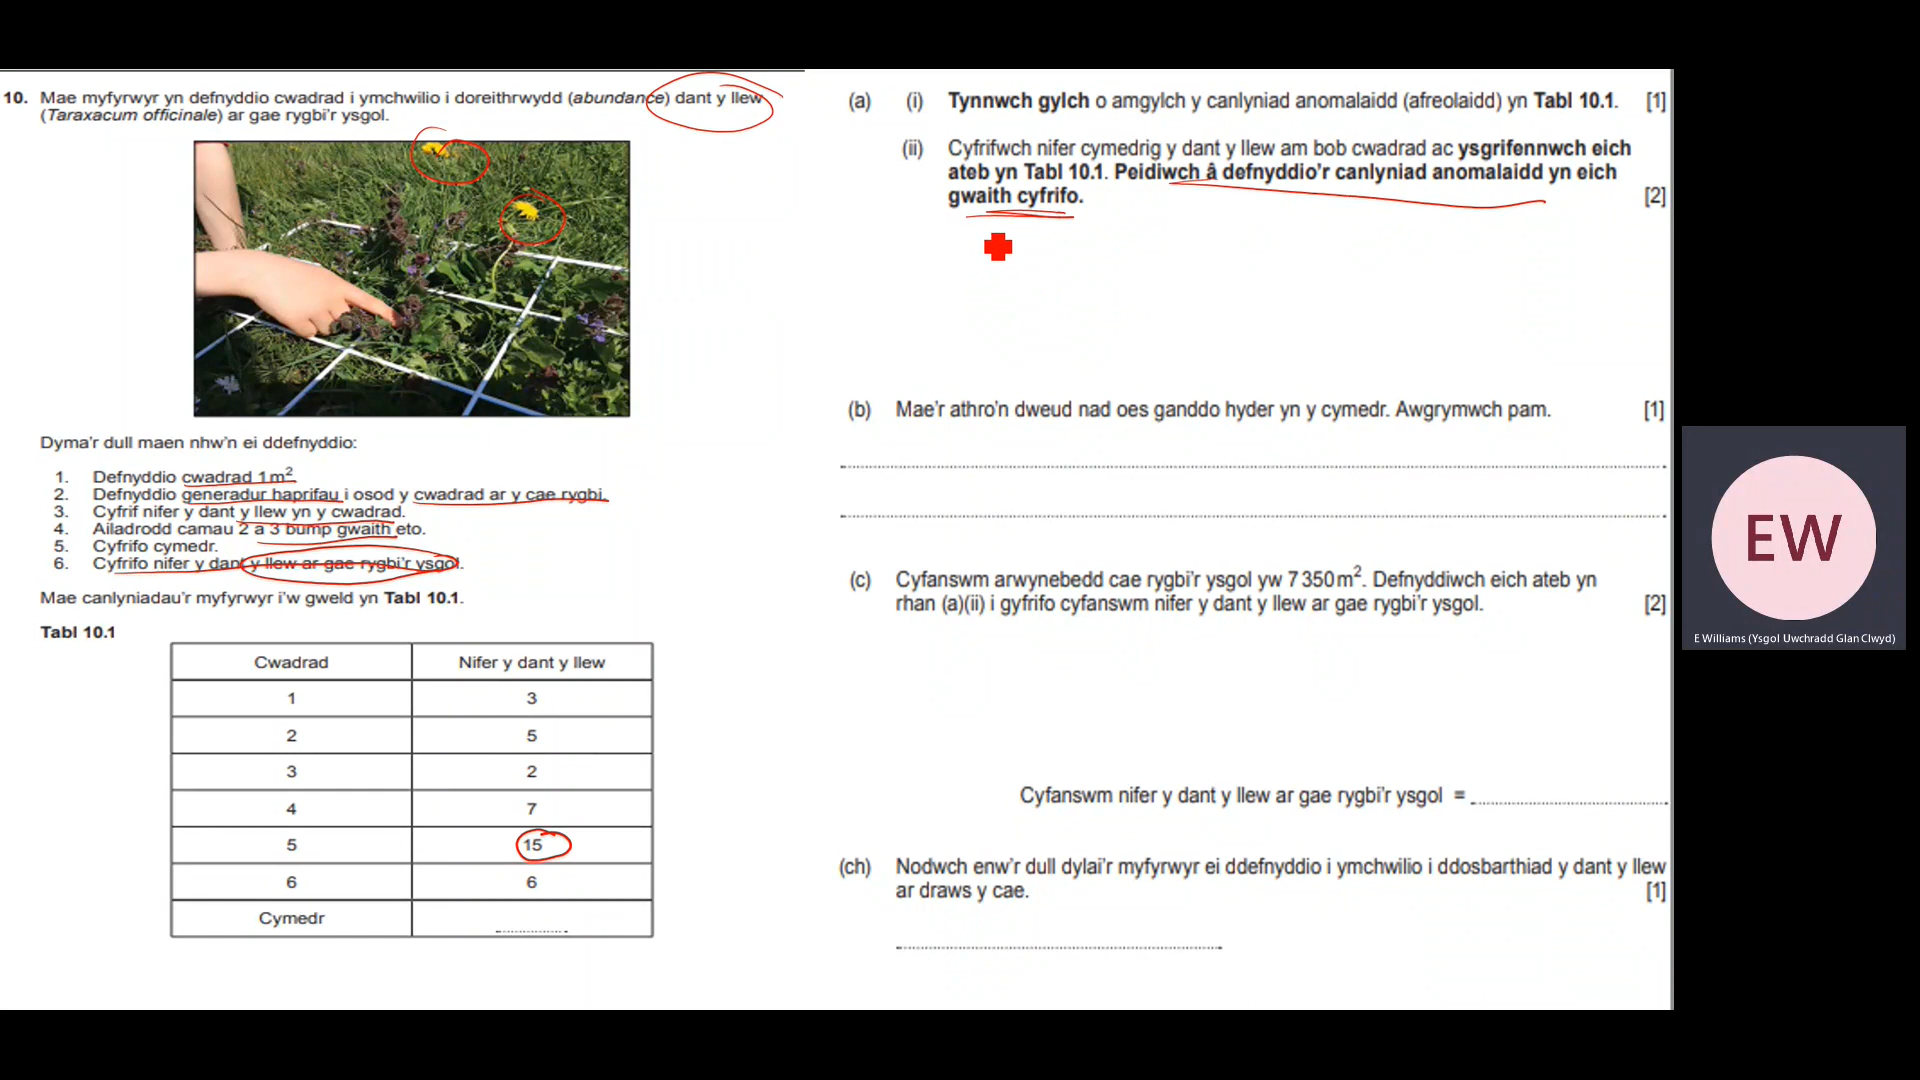 10. Mae myfyrwyr yn defnyddio cwadrad i ymchwilio i doreithrwydd (abundance) dant y llew
(Taraxacum officinale) ar gae rygbi'r ysgol.
Dyma'r dull maen nhw'n ei ddefnyddio:
1. Defnyddio cwadrad 1 m²
2. Defnyddio generadur haprifau i osod y cwadrad ar y cae rygbi.
3. Cyfrif nifer y dant y llew yn y cwadrad.
4. Ailadrodd camau 2 a 3 bump gwaith eto.
5. Cyfrifo cymedr.
6. Cyfrifo nifer y dant y llew ar gae rygbi'r ysgol.
Mae canlyniadau'r myfyrwyr i'w gweld yn Tabl 10.1.
Tabl 10.1
Cwadrad Nifer y dant y llew
1 3
2 5
3 2
4 7
5 15
6 6
Cymedr
(a) (i) Tynnwch gylch o amgylch y canlyniad anomalaidd (afreolaidd) yn Tabl 10.1. [1]
(ii) Cyfrifwch nifer cymedrig y dant y llew am bob cwadrad ac ysgrifennwch eich
ateb yn Tabl 10.1. Peidiwch â defnyddio'r canlyniad anomalaidd yn eich
gwaith cyfrifo. [2]
(b) Mae'r athro'n dweud nad oes ganddo hyder yn y cymedr. Awgrymwch pam. [1]
(c) Cyfanswm arwynebedd cae rygbi'r ysgol yw 7 350 m². Defnyddiwch eich ateb yn
rhan (a)(ii) i gyfrifo cyfanswm nifer y dant y llew ar gae rygbi'r ysgol. [2]
Cyfanswm nifer y dant y llew ar gae rygbi'r ysgol =
(ch) Nodwch enw'r dull dylai'r myfyrwyr ei ddefnyddio i ymchwilio i ddosbarthiad y dant y llew
ar draws y cae. [1]
EW
E Williams (Ysgol Uwchradd Glan Clwyd)